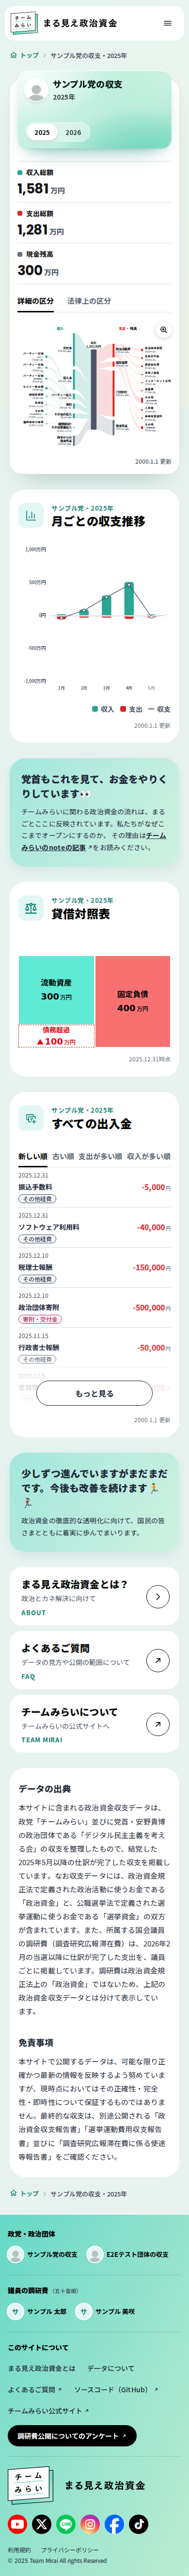 チーム
みらい
まる見え政治資金
トップ > サンプル党の収支・2025年
サンプル党の収支
2025年
2025 2026
収入総額
1,581万円
支出総額
1,281万円
現金残高
300万円
詳細の区分 法律上の区分
2000.1.1 更新
サンプル党・2025年
月ごとの収支推移
1,000万円
500万円
0円
-500万円
-1,000万円
1月 2月 3月 4月 5月
収入 支出 収支
2000.1.1 更新
党首もこれを見て、お金をやりく
りしています👀
チームみらいに関わる政治資金の流れは、まる
ごとここに反映されています。私たちがなぜこ
こまでオープンにするのか、その理由はチーム
みらいのnoteの記事↗をお読みください。
サンプル党・2025年
貸借対照表
流動資産
300万円
固定負債
400万円
債務超過
▲100万円
2025.12.31時点
サンプル党・2025年
すべての出入金
新しい順 古い順 支出が多い順 収入が多い順
2025.12.31
振込手数料 -5,000円
その他経費
2025.12.31
ソフトウェア利用料 -40,000円
その他経費
2025.12.10
税理士報酬 -150,000円
その他経費
2025.12.10
政治団体寄附 -500,000円
寄附・交付金
2025.11.15
行政書士報酬 -50,000円
その他経費
もっと見る
2000.1.1 更新
少しずつ進んでいますがまだまだ
です。今後も改善を続けます🏃
🏃‍♀️
政治資金の徹底的な透明化に向けて、国民の皆
さまとともに着実に歩んでまいります。
まる見え政治資金とは？
政治とカネ解決に向けて
ABOUT
よくあるご質問
データの見方や公開の範囲について
FAQ
チームみらいについて
チームみらいの公式サイトへ
TEAM MIRAI
データの出典
本サイトに含まれる政治資金収支データは、政党「チームみらい」並びに党首・安野貴博の政治団体である「デジタル民主主義を考える会」の収支を整理したもので、結党した2025年5月以降の仕訳が完了した収支を掲載しています。なお収支データには、政治資金規正法で定義された政治活動に使うお金である「政治資金」と、公職選挙法で定義された選挙運動に使うお金である「選挙資金」の双方が含まれています。また、所属する国会議員の調研費（調査研究広報滞在費）は、2026年2月の当選以降に仕訳が完了した支出を、議員ごとに掲載しています。調研費は政治資金規正法上の「政治資金」ではないため、上記の政治資金収支データとは分けて表示しています。
免責事項
本サイトで公開するデータは、可能な限り正確かつ最新の情報を反映するよう努めていますが、現時点においてはその正確性・完全性・即時性について保証するものではありません。最終的な収支は、別途公開される「政治資金収支報告書」「選挙運動費用収支報告書」並びに「調査研究広報滞在費に係る使途等報告書」をご確認ください。
トップ > サンプル党の収支・2025年
政党・政治団体
サンプル党の収支 E2Eテスト団体の収支
議員の調研費（五十音順）
サ サンプル 太郎 サ サンプル 美咲
このサイトについて
まる見え政治資金とは データについて
よくあるご質問↗ ソースコード（GitHub）↗
チームみらい公式サイト↗
調研費公開についてのアンケート↗
チーム
みらい
まる見え政治資金
利用規約 プライバシーポリシー
© 2025 Team Mirai All rights Reserved